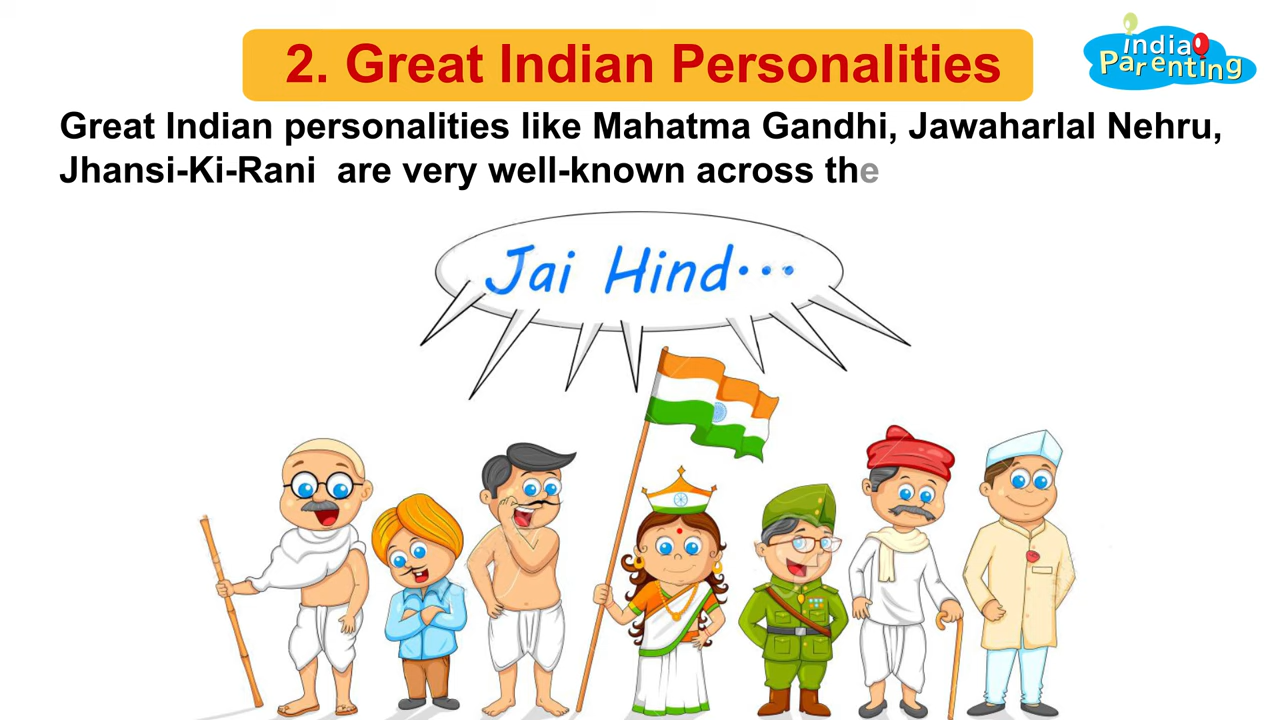 2. Great Indian Personalities
india
Parenting
Great Indian personalities like Mahatma Gandhi, Jawaharlal Nehru,
Jhansi-Ki-Rani are very well-known across the
Jai Hind...